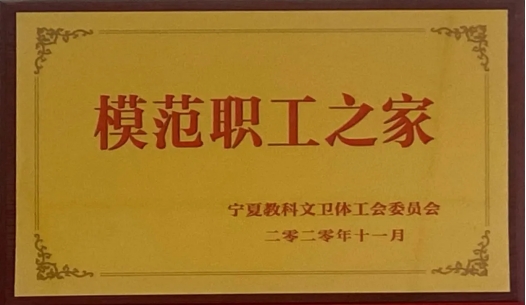 模范职工之家
宁夏教科文卫体工会委员会
二零二零年十一月